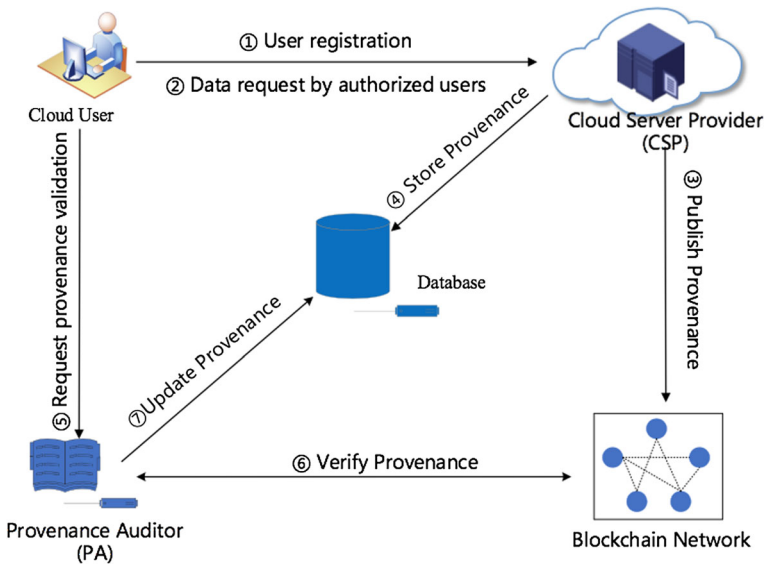 ① User registration
② Data request by authorized users
Cloud User
Cloud Server Provider
(CSP)
④ Store Provenance
③ Publish Provenance
⑤ Request provenance validation
Database
⑦Update Provenance
⑥ Verify Provenance
Provenance Auditor
(PA)
Blockchain Network